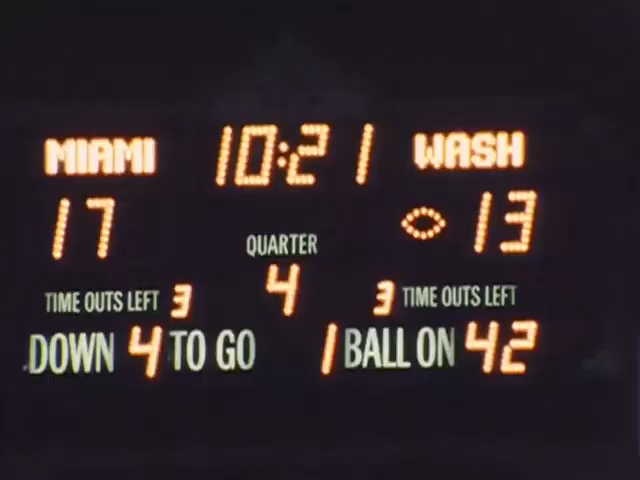 MIAMI 10:21 WASH
17 13
QUARTER
4
TIME OUTS LEFT 3 3 TIME OUTS LEFT
DOWN 4 TO GO 1 BALL ON 42